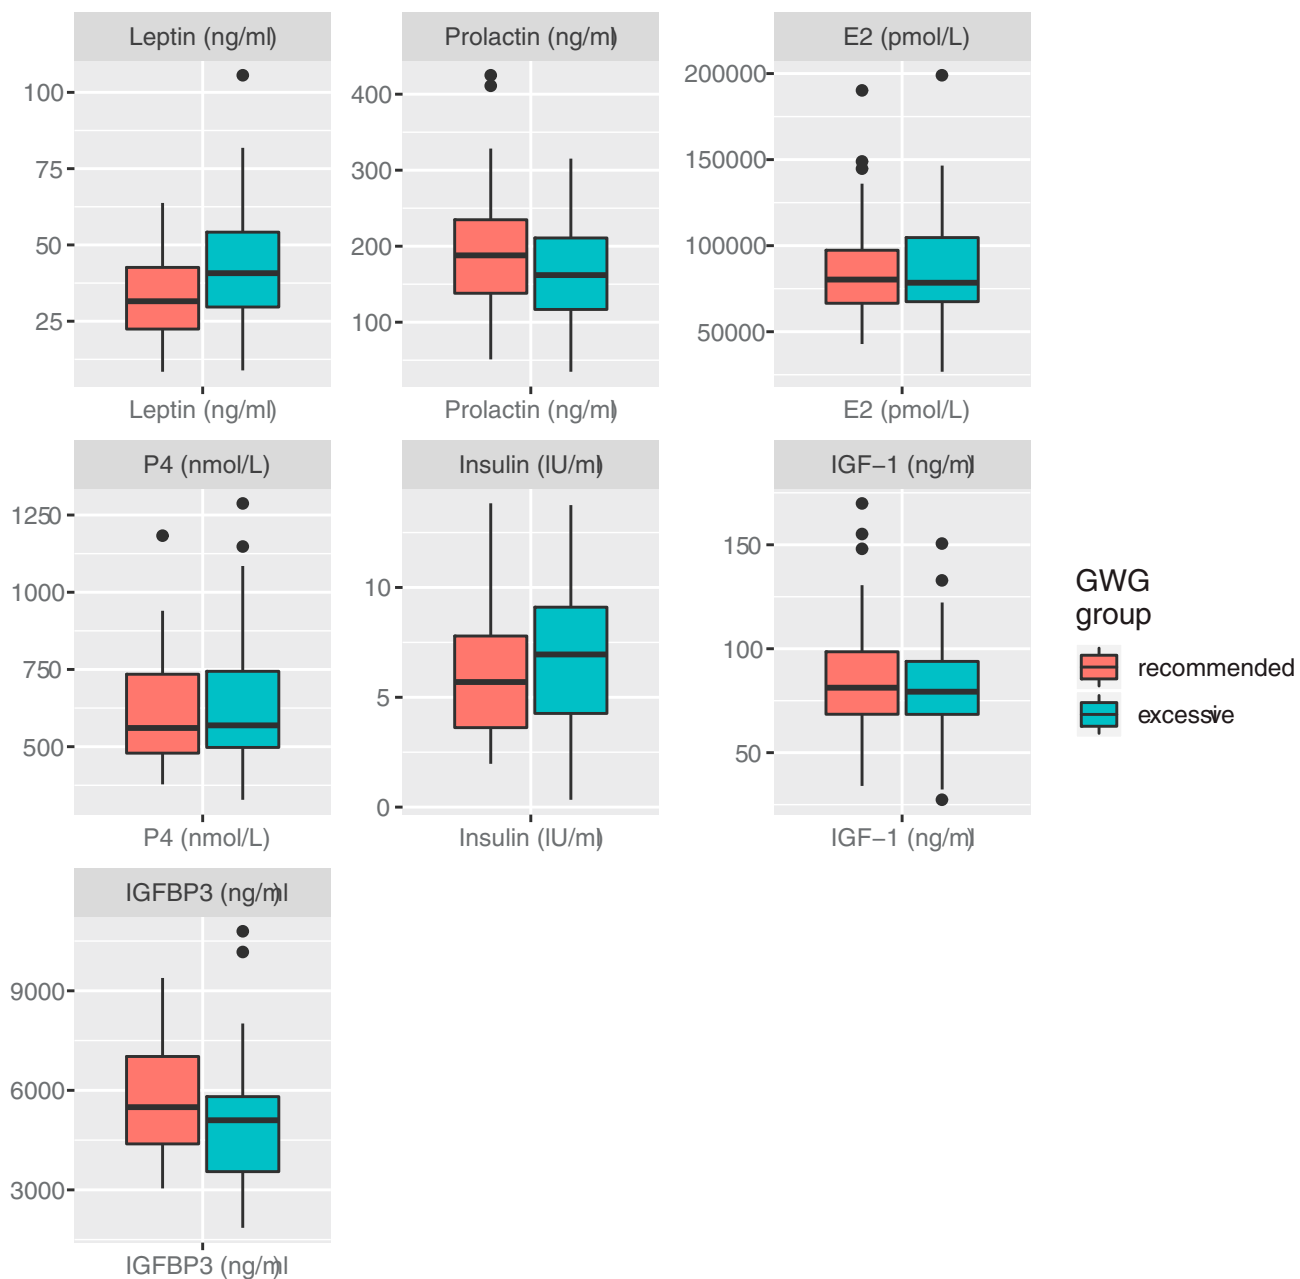 Leptin (ng/ml) Prolactin (ng/ml) E2 (pmol/L)
100
75
50
25
400
300
200
100
200000
150000
100000
50000
Leptin (ng/ml) Prolactin (ng/ml) E2 (pmol/L)
P4 (nmol/L) Insulin (IU/ml) IGF−1 (ng/ml)
1250
1000
750
500
10
5
0
150
100
50
P4 (nmol/L) Insulin (IU/ml) IGF−1 (ng/ml)
GWG
group
recommended
excessive
IGFBP3 (ng/ml)
9000
6000
3000
IGFBP3 (ng/ml)